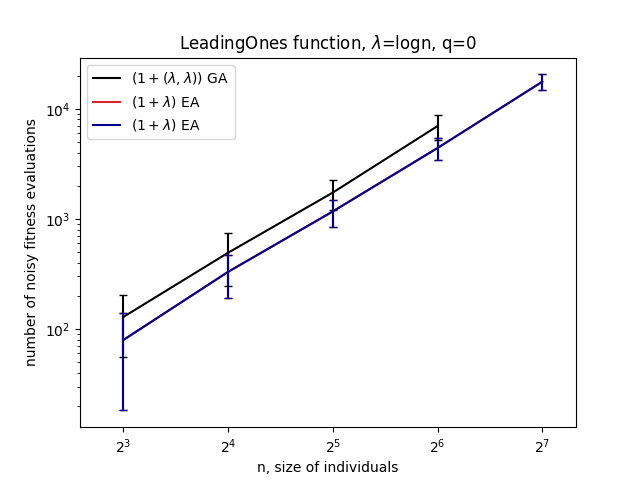 LeadingOnes function, λ=logn, q=0
(1 + (λ, λ)) GA
(1 + λ) EA
(1 + λ) EA
number of noisy fitness evaluations
10⁴
10³
10²
2³ 2⁴ 2⁵ 2⁶ 2⁷
n, size of individuals